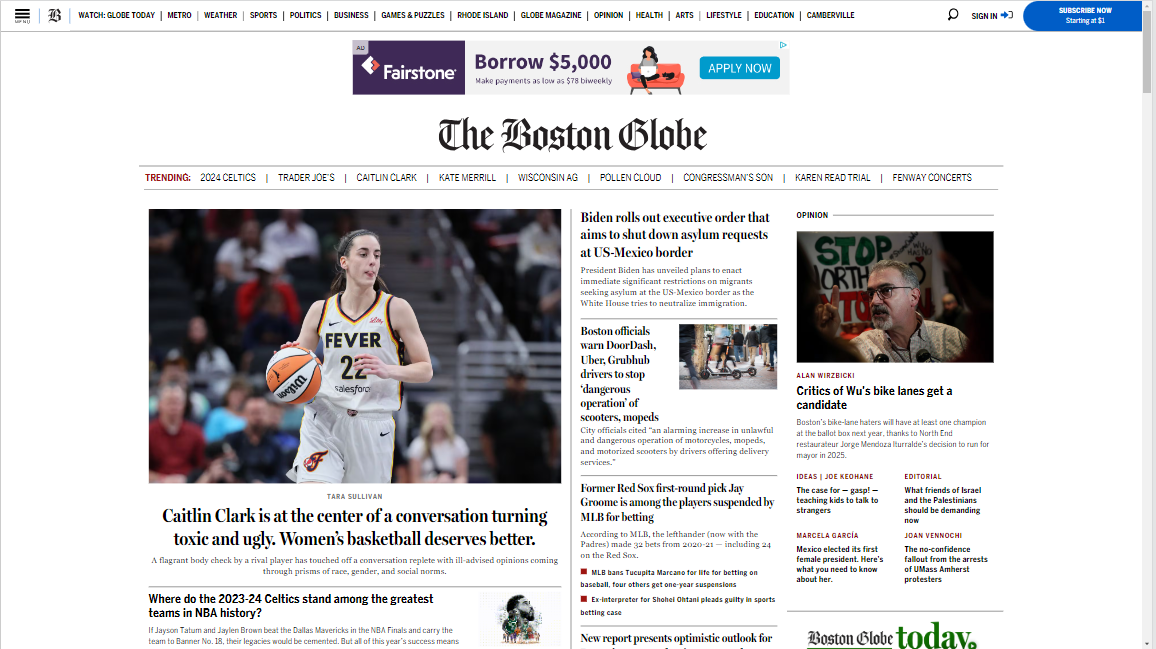 MENU
B
WATCH: GLOBE TODAY | METRO | WEATHER | SPORTS | POLITICS | BUSINESS | GAMES & PUZZLES | RHODE ISLAND | GLOBE MAGAZINE | OPINION | HEALTH | ARTS | LIFESTYLE | EDUCATION | CAMBERVILLE
SIGN IN
SUBSCRIBE NOW
Starting at $1
AD
Fairstone
Borrow $5,000
Make payments as low as $78 biweekly
APPLY NOW
The Boston Globe
TRENDING: 2024 CELTICS | TRADER JOE'S | CAITLIN CLARK | KATE MERRILL | WISCONSIN AG | POLLEN CLOUD | CONGRESSMAN'S SON | KAREN READ TRIAL | FENWAY CONCERTS
FEVER
22
salesforce
Wilson
TARA SULLIVAN
Caitlin Clark is at the center of a conversation turning
toxic and ugly. Women's basketball deserves better.
A flagrant body check by a rival player has touched off a conversation replete with ill-advised opinions coming
through prisms of race, gender, and social norms.
Where do the 2023-24 Celtics stand among the greatest
teams in NBA history?
If Jayson Tatum and Jaylen Brown beat the Dallas Mavericks in the NBA Finals and carry the
team to Banner No. 18, their legacies would be cemented. But all of this year's success means
Biden rolls out executive order that
aims to shut down asylum requests
at US-Mexico border
President Biden has unveiled plans to enact
immediate significant restrictions on migrants
seeking asylum at the US-Mexico border as the
White House tries to neutralize immigration.
Boston officials
warn DoorDash,
Uber, Grubhub
drivers to stop
'dangerous
operation' of
scooters, mopeds
City officials cited "an alarming increase in unlawful
and dangerous operation of motorcycles, mopeds,
and motorized scooters by drivers offering delivery
services."
Former Red Sox first-round pick Jay
Groome is among the players suspended by
MLB for betting
According to MLB, the lefthander (now with the
Padres) made 32 bets from 2020-21 — including 24
on the Red Sox.
MLB bans Tucupita Marcano for life for betting on
baseball, four others get one-year suspensions
Ex-interpreter for Shohei Ohtani pleads guilty in sports
betting case
New report presents optimistic outlook for
OPINION
STOP
ALAN WIRZBICKI
Critics of Wu's bike lanes get a
candidate
Boston's bike-lane haters will have at least one champion
at the ballot box next year, thanks to North End
restaurateur Jorge Mendoza Iturralde's decision to run for
mayor in 2025.
IDEAS | JOE KEOHANE
The case for — gasp! —
teaching kids to talk to
strangers
EDITORIAL
What friends of Israel
and the Palestinians
should be demanding
now
MARCELA GARCÍA
Mexico elected its first
female president. Here's
what you need to know
about her.
JOAN VENNOCHI
The no-confidence
fallout from the arrests
of UMass Amherst
protesters
Boston Globe today.